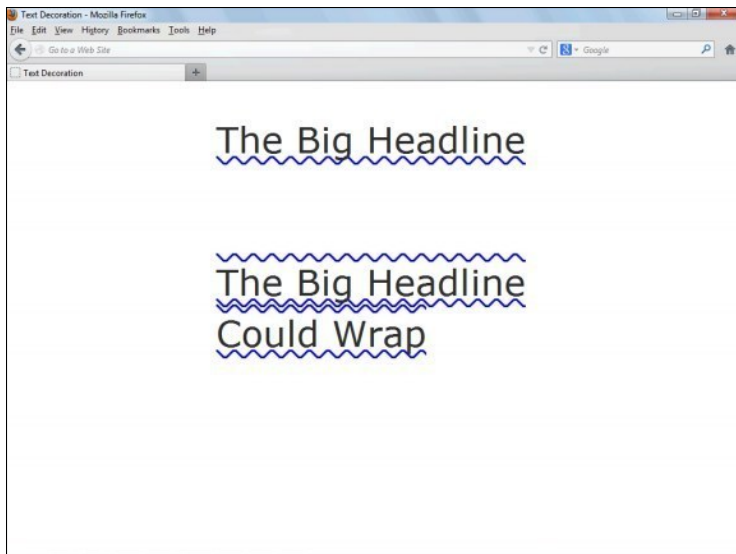 Text Decoration - Mozilla Firefox
File Edit View History Bookmarks Tools Help
Go to a Web Site
Google
Text Decoration
The Big Headline
The Big Headline
Could Wrap